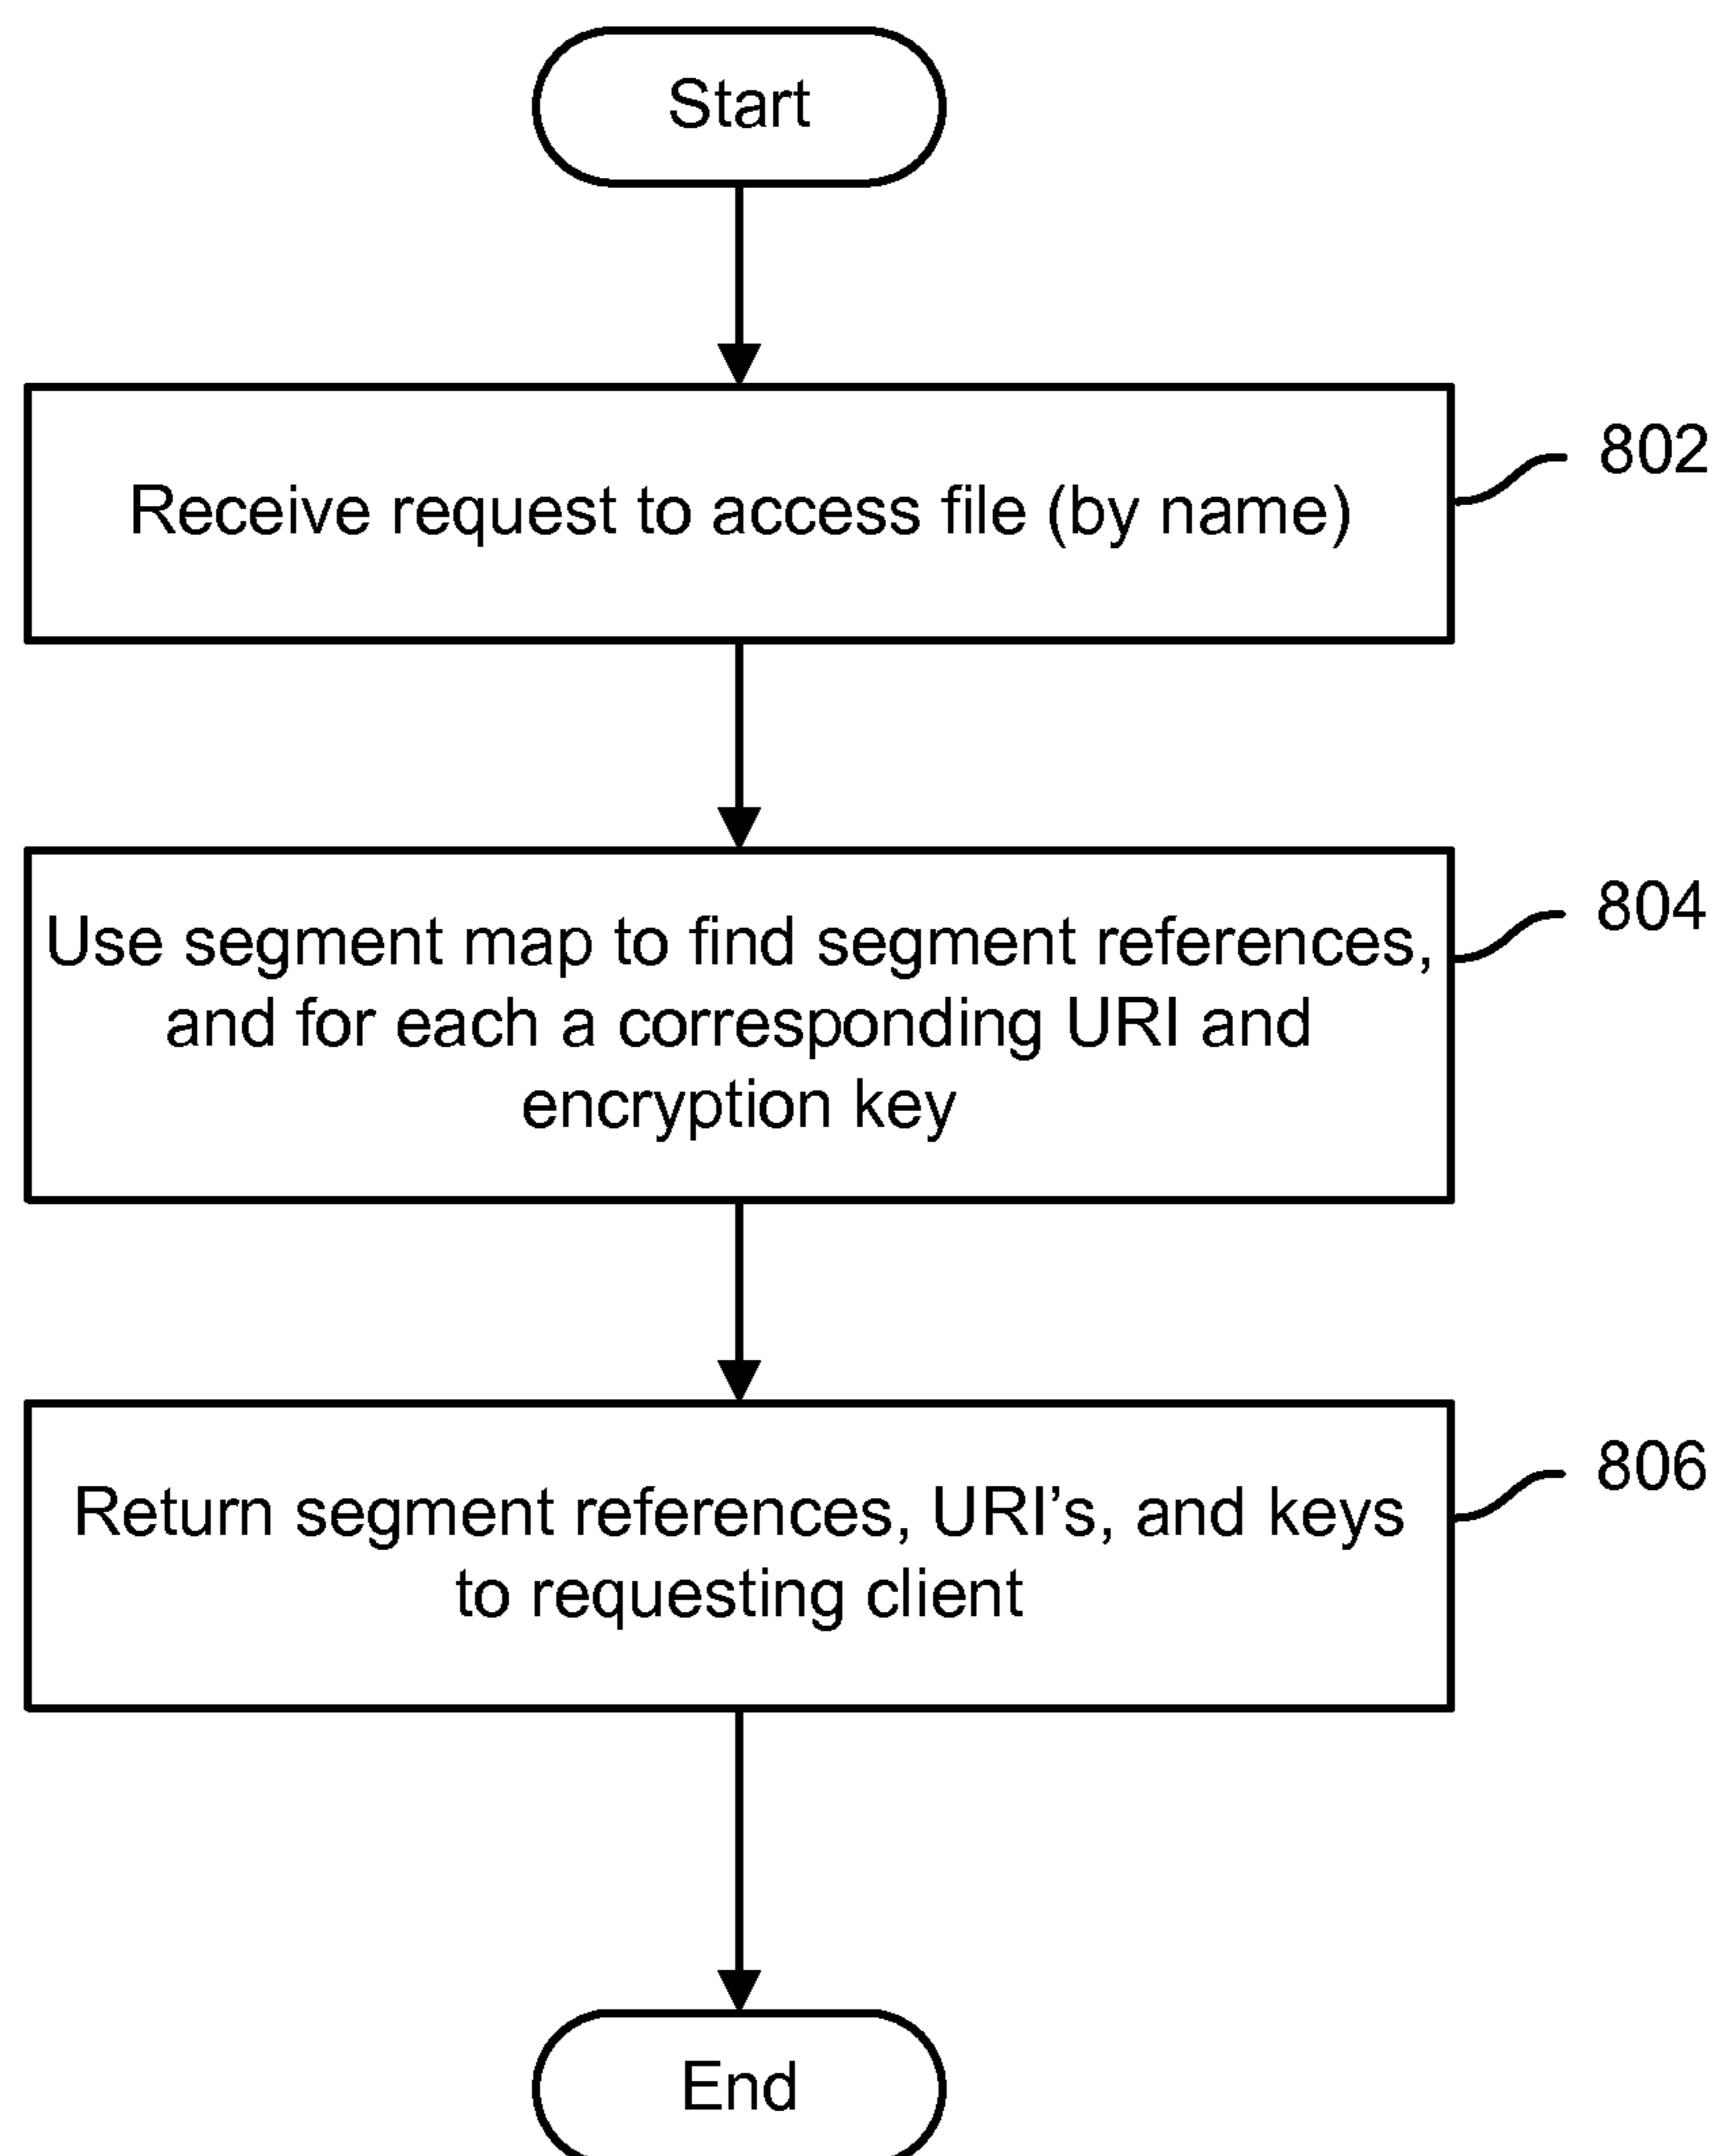 Start
Receive request to access file (by name)
802
Use segment map to find segment references,
and for each a corresponding URI and
encryption key
804
Return segment references, URI’s, and keys
to requesting client
806
End